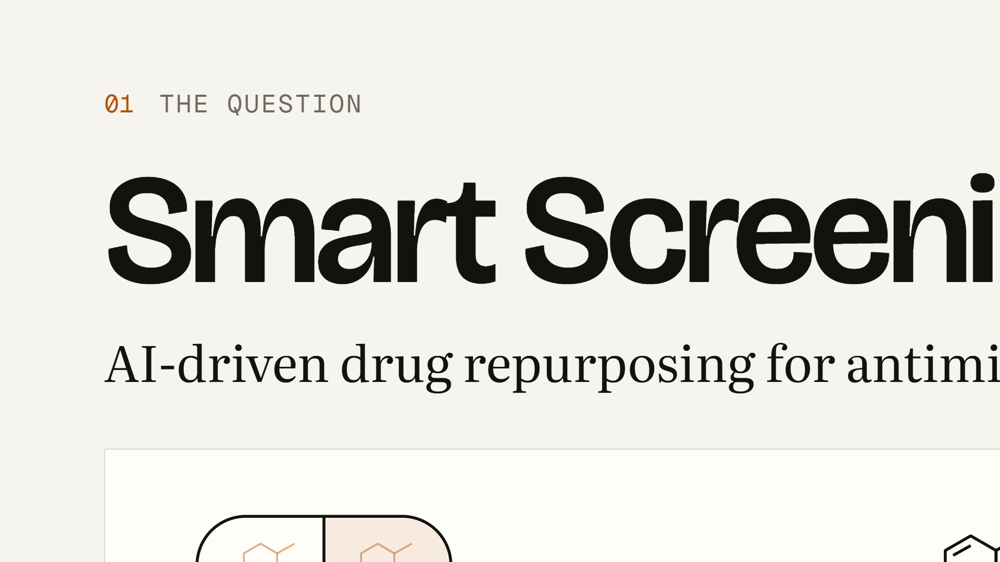 01 THE QUESTION
Smart Screeni
AI-driven drug repurposing for antimi